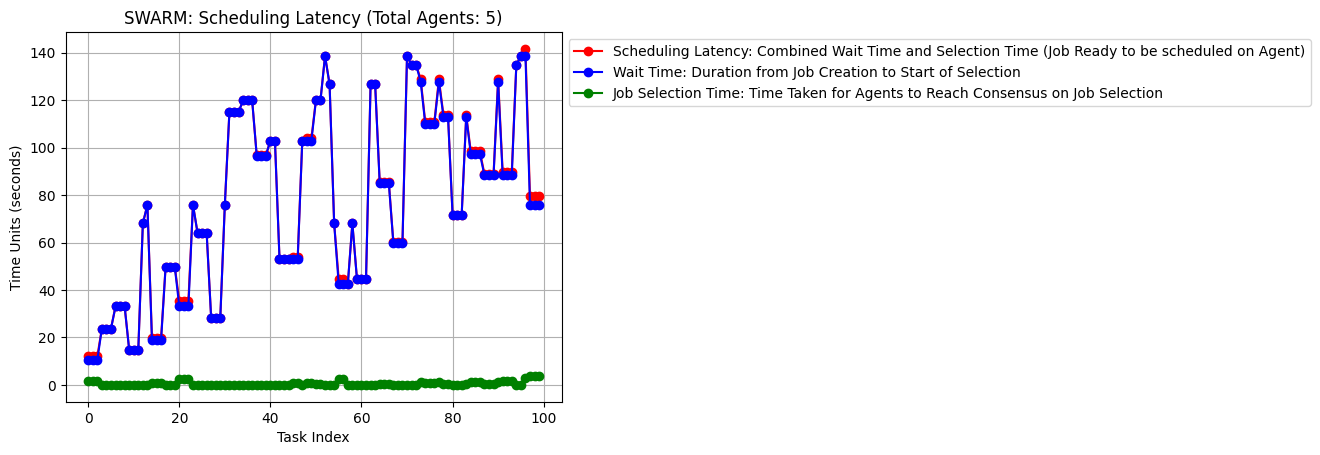 SWARM: Scheduling Latency (Total Agents: 5)
Scheduling Latency: Combined Wait Time and Selection Time (Job Ready to be scheduled on Agent)
Wait Time: Duration from Job Creation to Start of Selection
Job Selection Time: Time Taken for Agents to Reach Consensus on Job Selection
Time Units (seconds)
140
120
100
80
60
40
20
0
0 20 40 60 80 100
Task Index